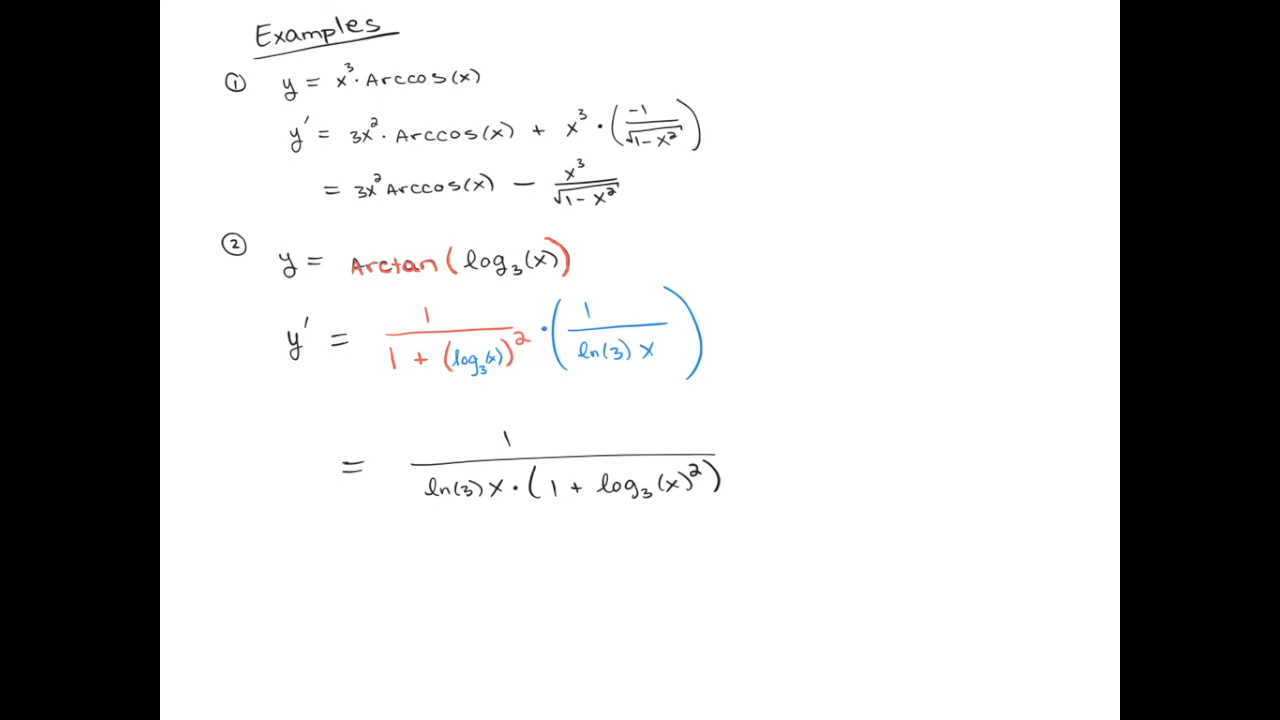 Examples
① y = x³ · Arccos(x)
y' = 3x² · Arccos(x) + x³ · (-1/√(1-x²))
= 3x² Arccos(x) - x³/√(1-x²)
② y = Arctan(log₃(x))
y' = 1/(1 + (log₃(x))²) · (1/(ln(3) x))
= 1/(ln(3) x · (1 + log₃(x)²))